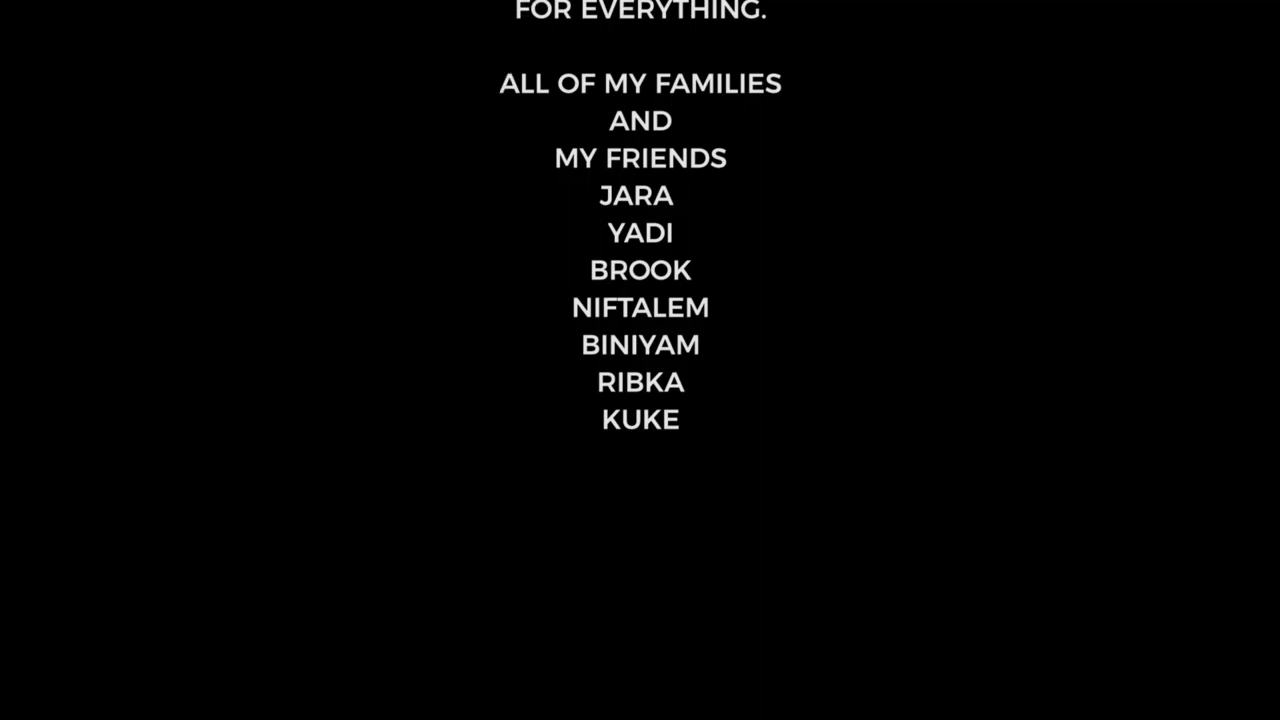 FOR EVERYTHING.
ALL OF MY FAMILIES
AND
MY FRIENDS
JARA
YADI
BROOK
NIFTALEM
BINIYAM
RIBKA
KUKE